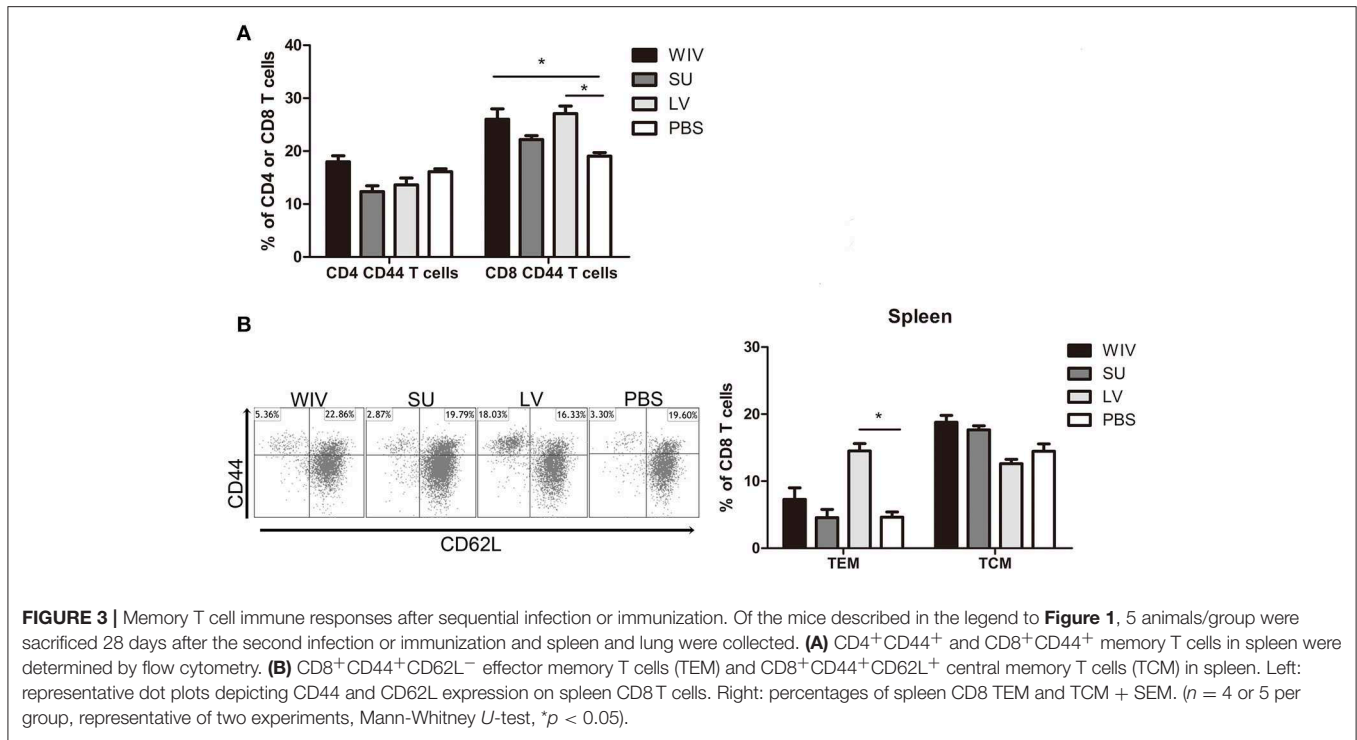 A
% of CD4 or CD8 T cells
40
30
20
10
0
*
*
WIV
SU
LV
PBS
CD4 CD44 T cells
CD8 CD44 T cells
B
WIV
SU
LV
PBS
5.36%
22.86%
2.87%
19.79%
18.03%
16.33%
3.30%
19.60%
CD44
CD62L
Spleen
% of CD8 T cells
30
20
10
0
*
WIV
SU
LV
PBS
TEM
TCM
FIGURE 3 | Memory T cell immune responses after sequential infection or immunization. Of the mice described in the legend to Figure 1, 5 animals/group were
sacrificed 28 days after the second infection or immunization and spleen and lung were collected. (A) CD4+CD44+ and CD8+CD44+ memory T cells in spleen were
determined by flow cytometry. (B) CD8+CD44+CD62L− effector memory T cells (TEM) and CD8+CD44+CD62L+ central memory T cells (TCM) in spleen. Left:
representative dot plots depicting CD44 and CD62L expression on spleen CD8 T cells. Right: percentages of spleen CD8 TEM and TCM + SEM. (n = 4 or 5 per
group, representative of two experiments, Mann-Whitney U-test, *p < 0.05).